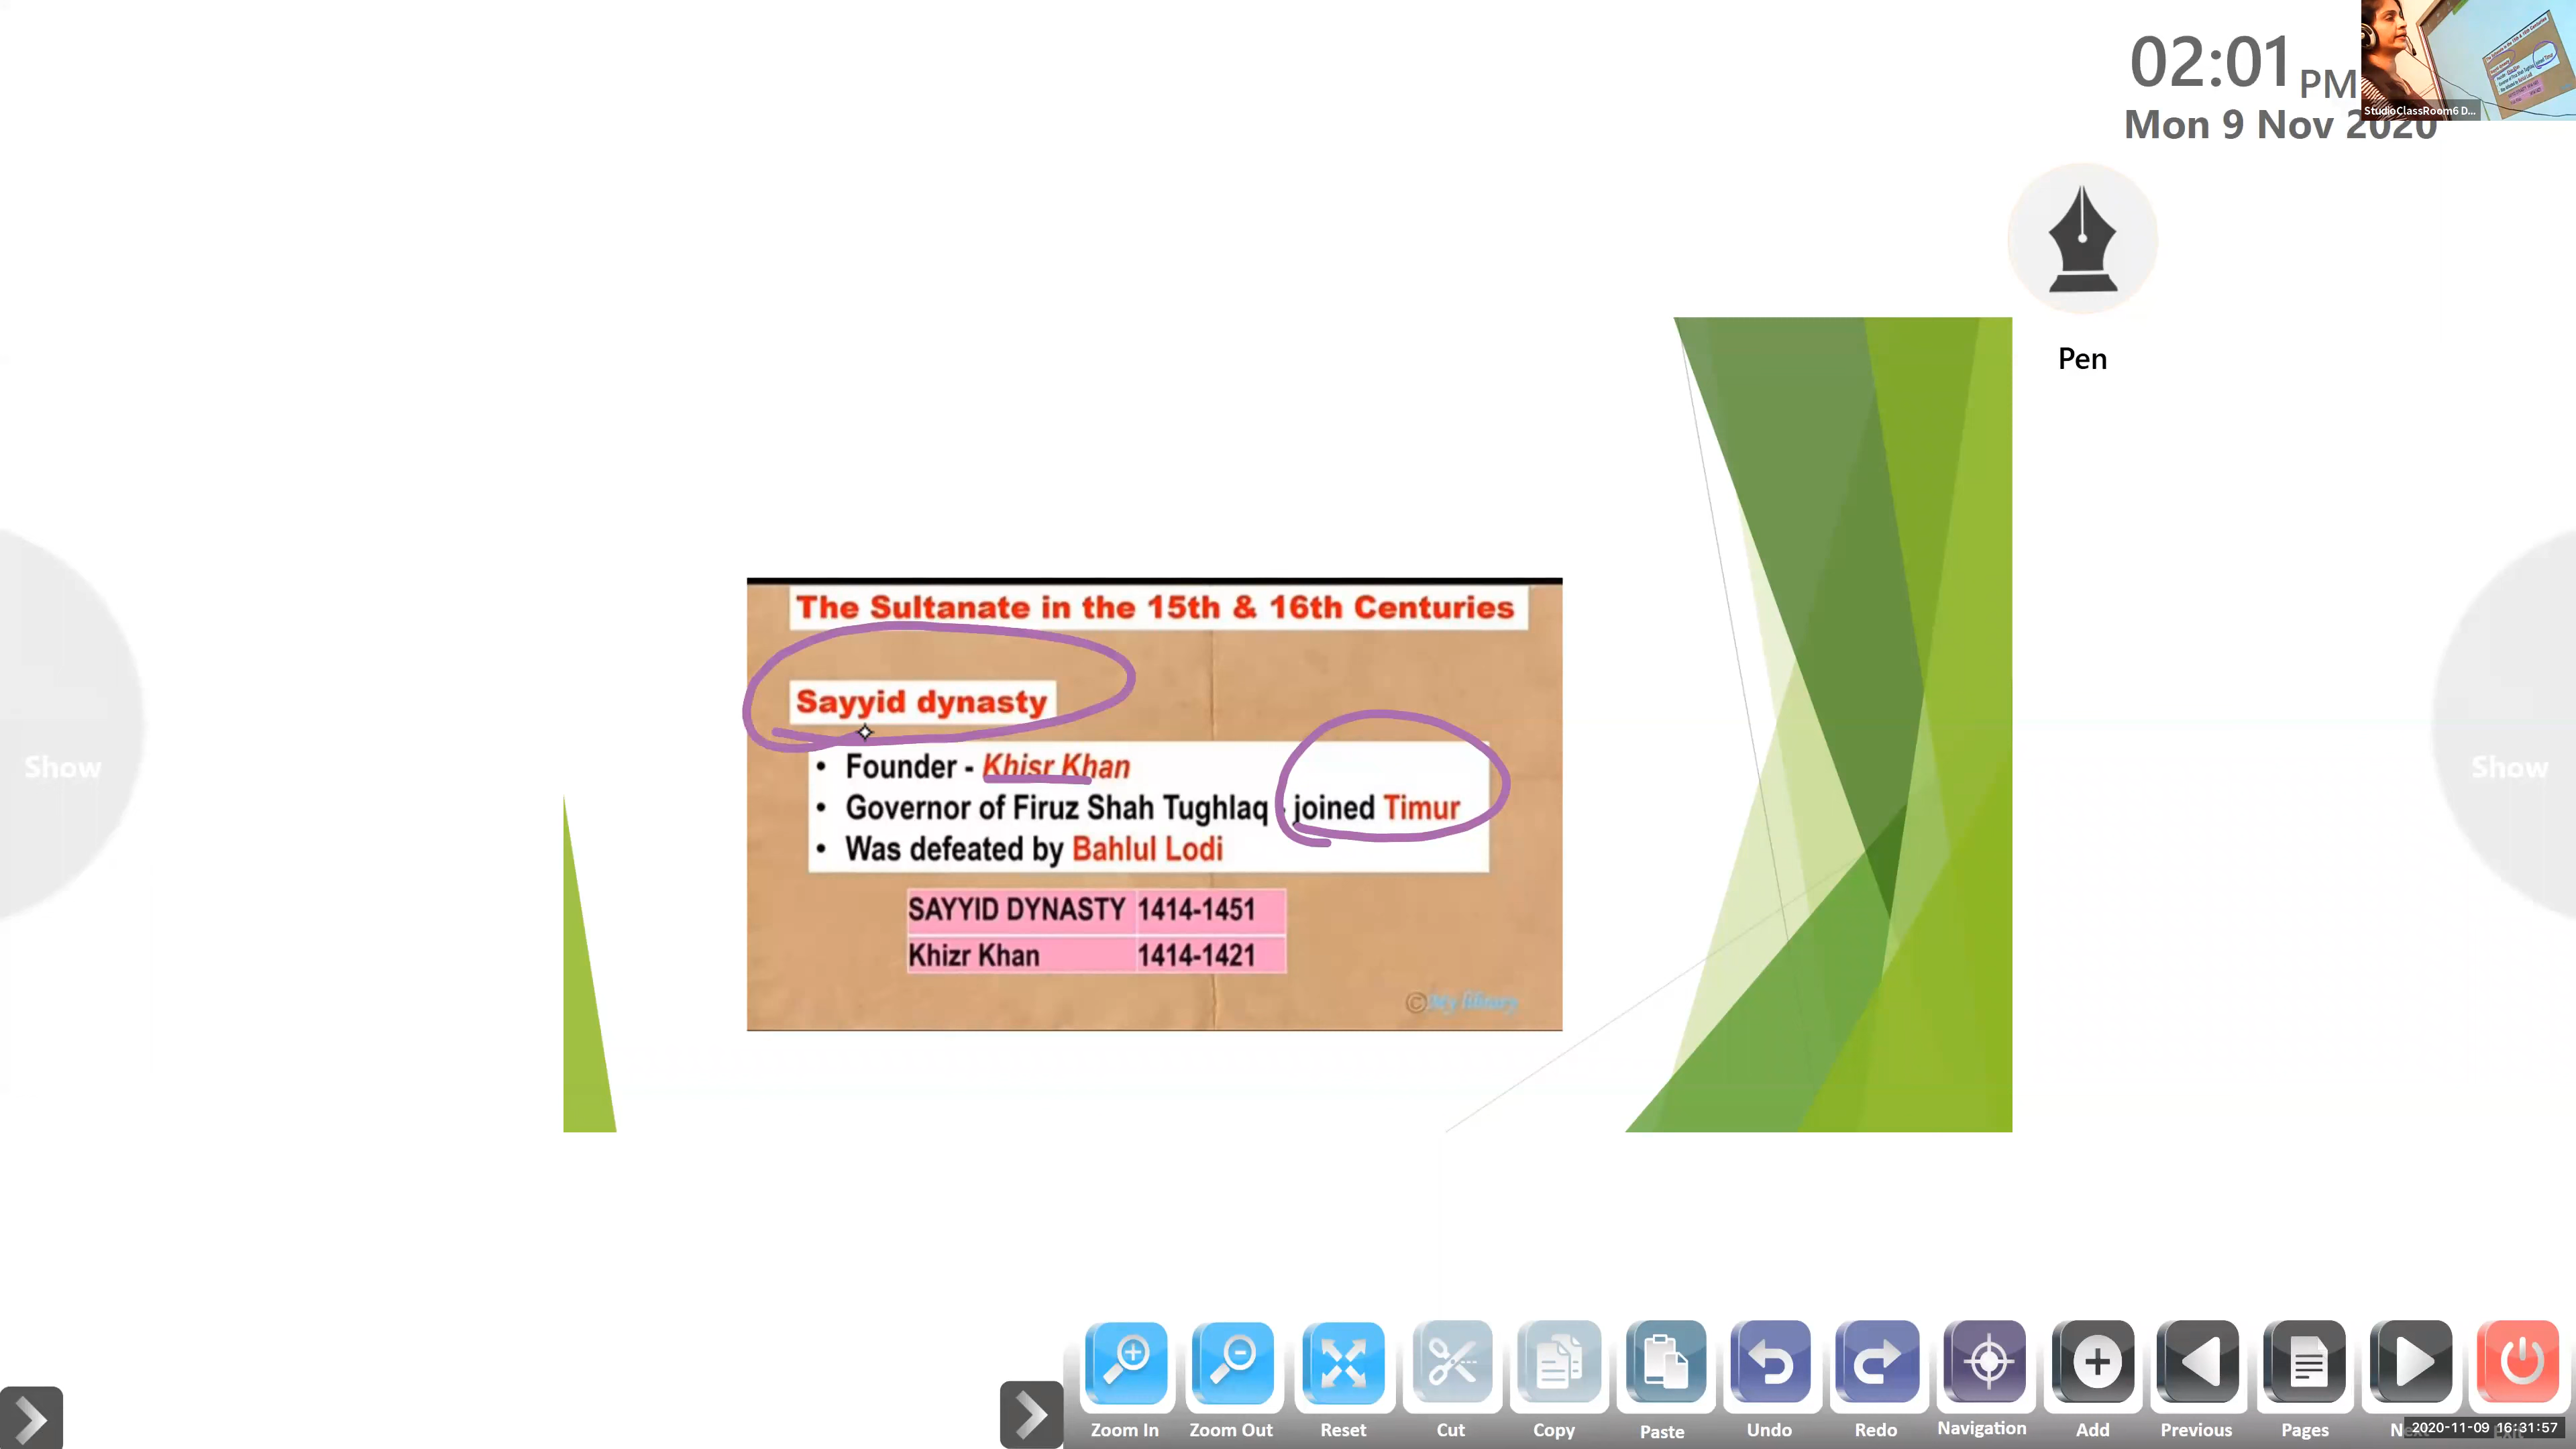 02:01 PM
Mon 9 Nov 2020
StudioClassRoom6 D...
Pen
Show
Show
The Sultanate in the 15th & 16th Centuries
Sayyid dynasty
• Founder - Khisr Khan
• Governor of Firuz Shah Tughlaq joined Timur
• Was defeated by Bahlul Lodi
SAYYID DYNASTY 1414-1451
Khizr Khan 1414-1421
©My library
Zoom In Zoom Out Reset Cut Copy Paste Undo Redo Navigation Add Previous Pages
2020-11-09 16:31:57